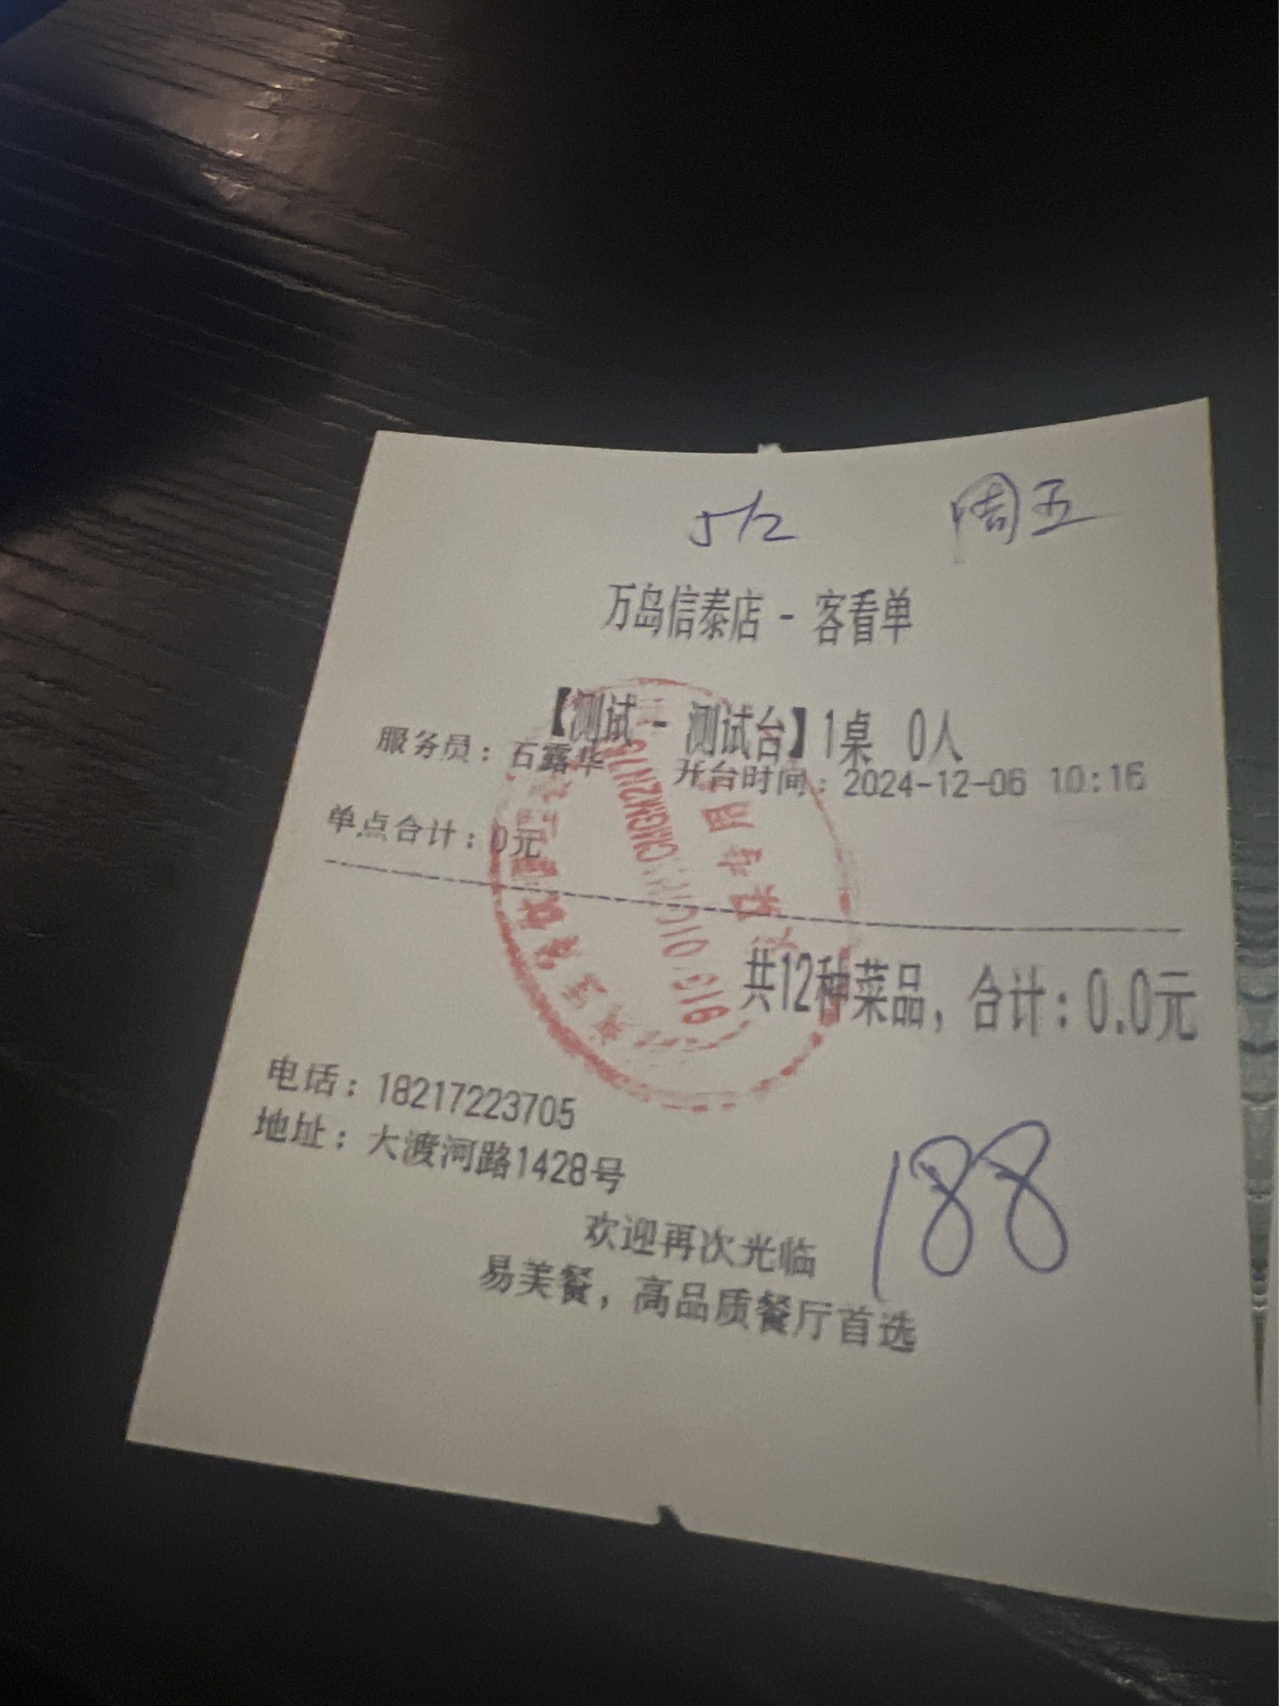 5/2 周五
万岛信泰店 - 客看单
【测试 - 测试台】1桌 0人
服务员：石露华 开台时间：2024-12-06 10:16
单点合计：0元
共12种菜品，合计：0.0元
电话：18217223705
地址：大渡河路1428号
188
欢迎再次光临
易美餐，高品质餐厅首选